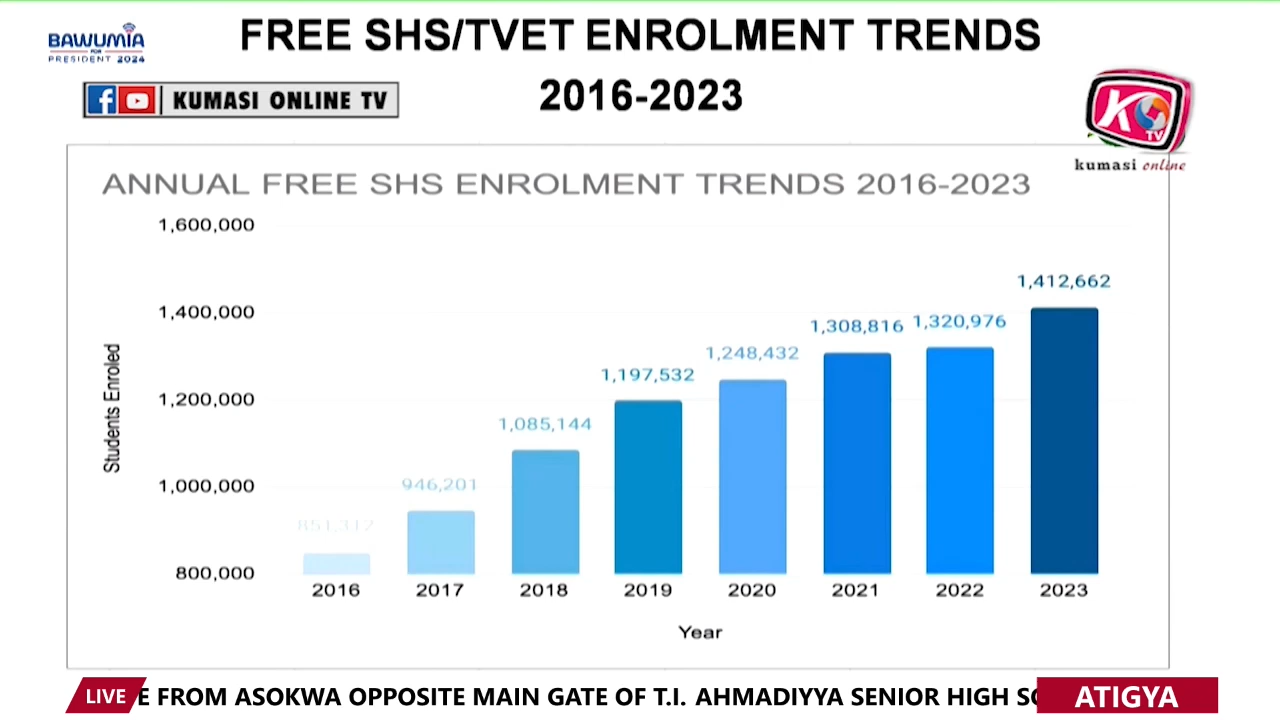 BAWUMIA
FOR
PRESIDENT 2024
FREE SHS/TVET ENROLMENT TRENDS
2016-2023
KUMASI ONLINE TV
K TV
kumasi online
ANNUAL FREE SHS ENROLMENT TRENDS 2016-2023
Students Enroled
1,600,000
1,400,000
1,200,000
1,000,000
800,000
851,312
946,201
1,085,144
1,197,532
1,248,432
1,308,816
1,320,976
1,412,662
2016 2017 2018 2019 2020 2021 2022 2023
Year
LIVE
E FROM ASOKWA OPPOSITE MAIN GATE OF T.I. AHMADIYYA SENIOR HIGH SC
ATIGYA